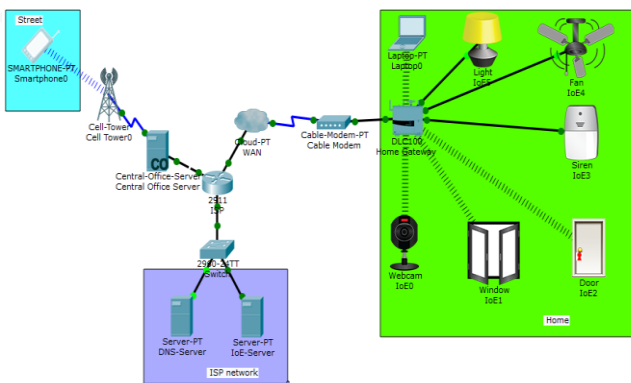 Street
SMARTPHONE-PT
Smartphone0
Cell-Tower
Cell Tower0
CO
Central-Office-Server
Central Office Server
Cloud-PT
WAN
Cable-Modem-PT
Cable Modem
2911
ISP
2960-24TT
Switch
Server-PT
DNS-Server
Server-PT
IoE-Server
ISP network
Laptop-PT
Laptop0
DLC100
Home Gateway
Light
Fan
IoE4
Siren
IoE3
Webcam
IoE0
Window
IoE1
Door
IoE2
Home